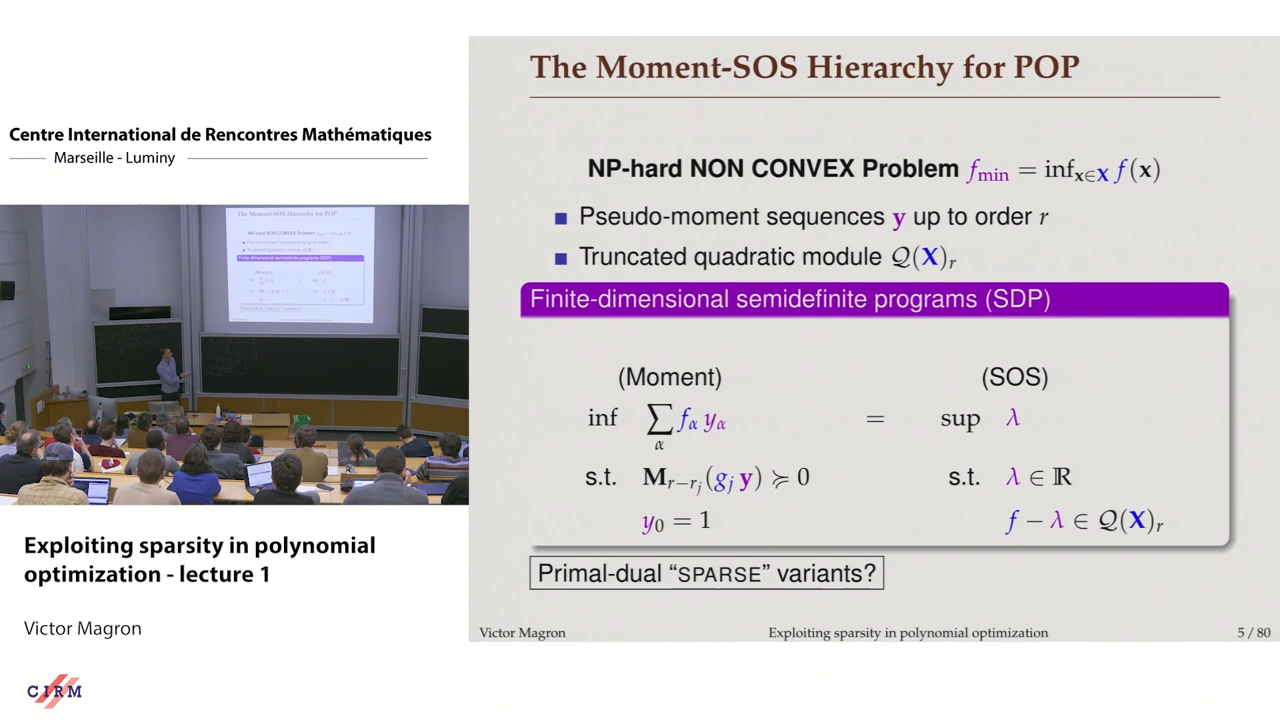 Centre International de Rencontres Mathématiques
Marseille - Luminy
The Moment-SOS Hierarchy for POP
NP-hard NON CONVEX Problem f_min = inf_{x∈X} f(x)
Pseudo-moment sequences y up to order r
Truncated quadratic module Q(X)_r
Finite-dimensional semidefinite programs (SDP)
(Moment) (SOS)
inf ∑_α f_α y_α = sup λ
s.t. M_{r−r_j}(g_j y) ≽ 0 s.t. λ ∈ ℝ
y_0 = 1 f − λ ∈ Q(X)_r
Primal-dual “SPARSE” variants?
Victor Magron Exploiting sparsity in polynomial optimization 5 / 80
Exploiting sparsity in polynomial
optimization - lecture 1
Victor Magron
CIRM